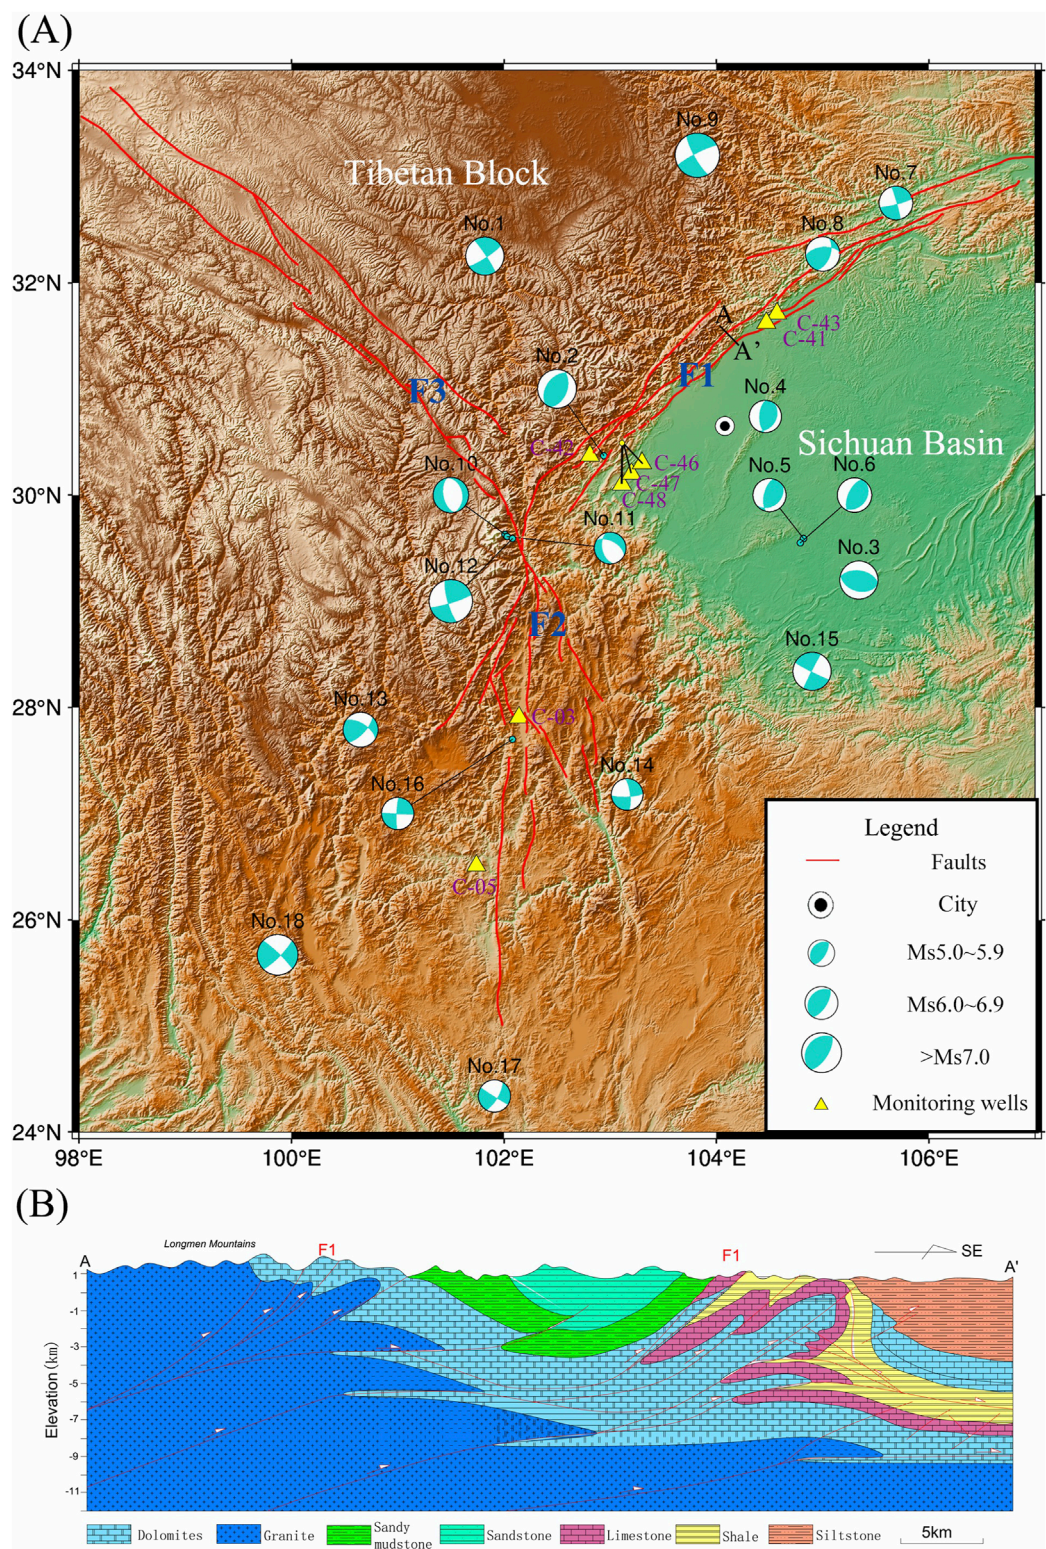 (A)
34°N
32°N
30°N
28°N
26°N
24°N
98°E
100°E
102°E
104°E
106°E
Tibetan Block
Sichuan Basin
No.9
No.7
No.1
No.8
A
C-43
C-41
A’
No.2
F1
F3
No.4
C-42
C-46
C-47
C-48
No.10
No.5
No.6
No.11
No.3
No.12
F2
No.15
No.13
C-03
No.14
No.16
C-05
No.18
No.17
Legend
Faults
City
Ms5.0~5.9
Ms6.0~6.9
>Ms7.0
Monitoring wells
(B)
Longmen Mountains
A
F1
F1
SE
A'
Elevation(km)
1
-1
-3
-5
-7
-9
-11
Dolomites
Granite
Sandy
mudstone
Sandstone
Limestone
Shale
Siltstone
5km